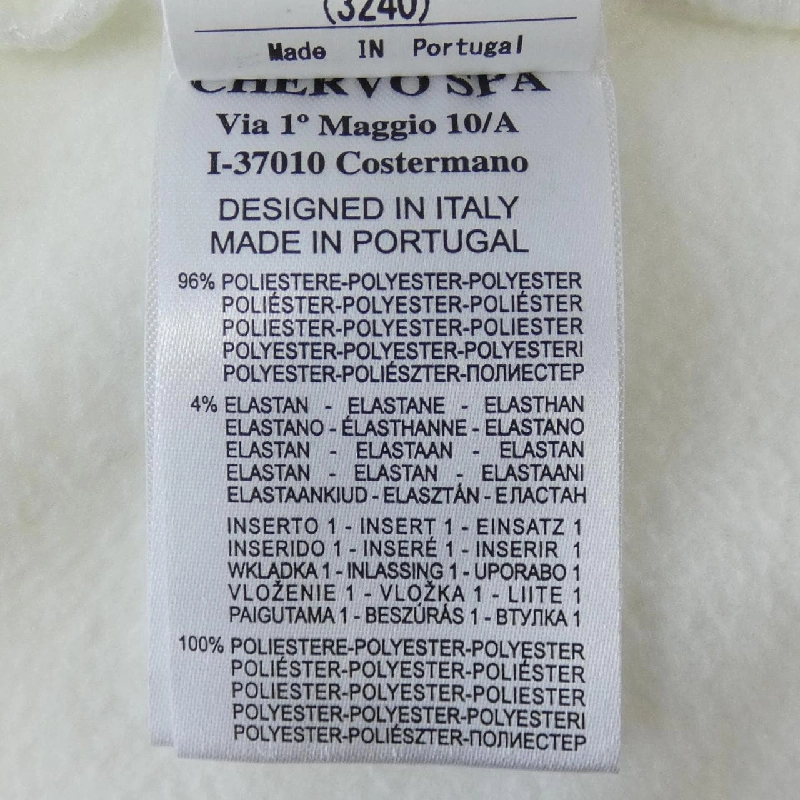 (3240)
Made IN Portugal
CHERVO SPA
Via 1º Maggio 10/A
I-37010 Costermano
DESIGNED IN ITALY
MADE IN PORTUGAL
96% POLIESTERE-POLYESTER-POLYESTER
POLIÉSTER-POLYESTER-POLIÉSTER
POLIESTER-POLYESTER-POLIESTER
POLYESTER-POLYESTER-POLYESTERI
POLYESTER-POLIÉSZTER-ПОЛИЕСТЕР
4% ELASTAN - ELASTANE - ELASTHAN
ELASTANO - ÉLASTHANNE - ELASTANO
ELASTAN - ELASTAAN - ELASTAN
ELASTAN - ELASTAN - ELASTAANI
ELASTAANKIUD - ELASZTÁN - ЕЛАСТАН
INSERTO 1 - INSERT 1 - EINSATZ 1
INSERIDO 1 - INSERÉ 1 - INSERIR 1
WKLĄDKA 1 - INLASSING 1 - UPORABO 1
VLOŽENIE 1 - VLOŽKA 1 - LIITE 1
PAIGUTAMA 1 - BESZÚRÁS 1 - ВТУЛКА 1
100% POLIESTERE-POLYESTER-POLYESTER
POLIÉSTER-POLYESTER-POLIÉSTER
POLIESTER-POLYESTER-POLIESTER
POLYESTER-POLYESTER-POLYESTERI
POLYESTER-POLIÉSZTER-ПОЛИЕСТЕР